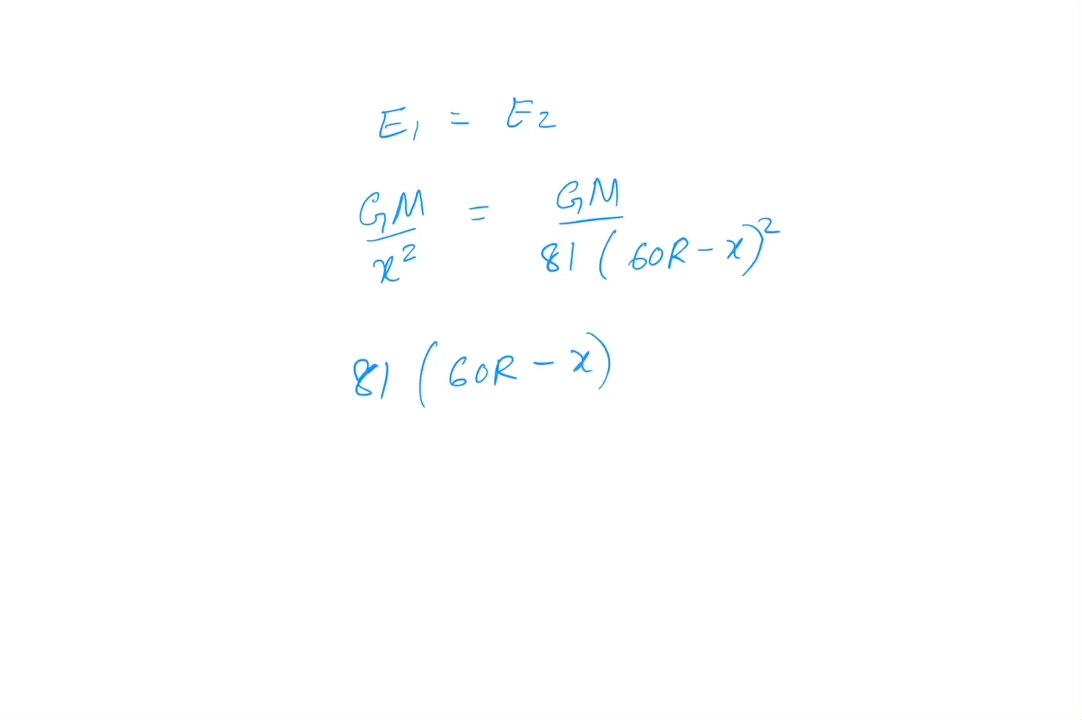 E₁ = E₂
GM/x² = GM/81(60R - x)²
81(60R - x)